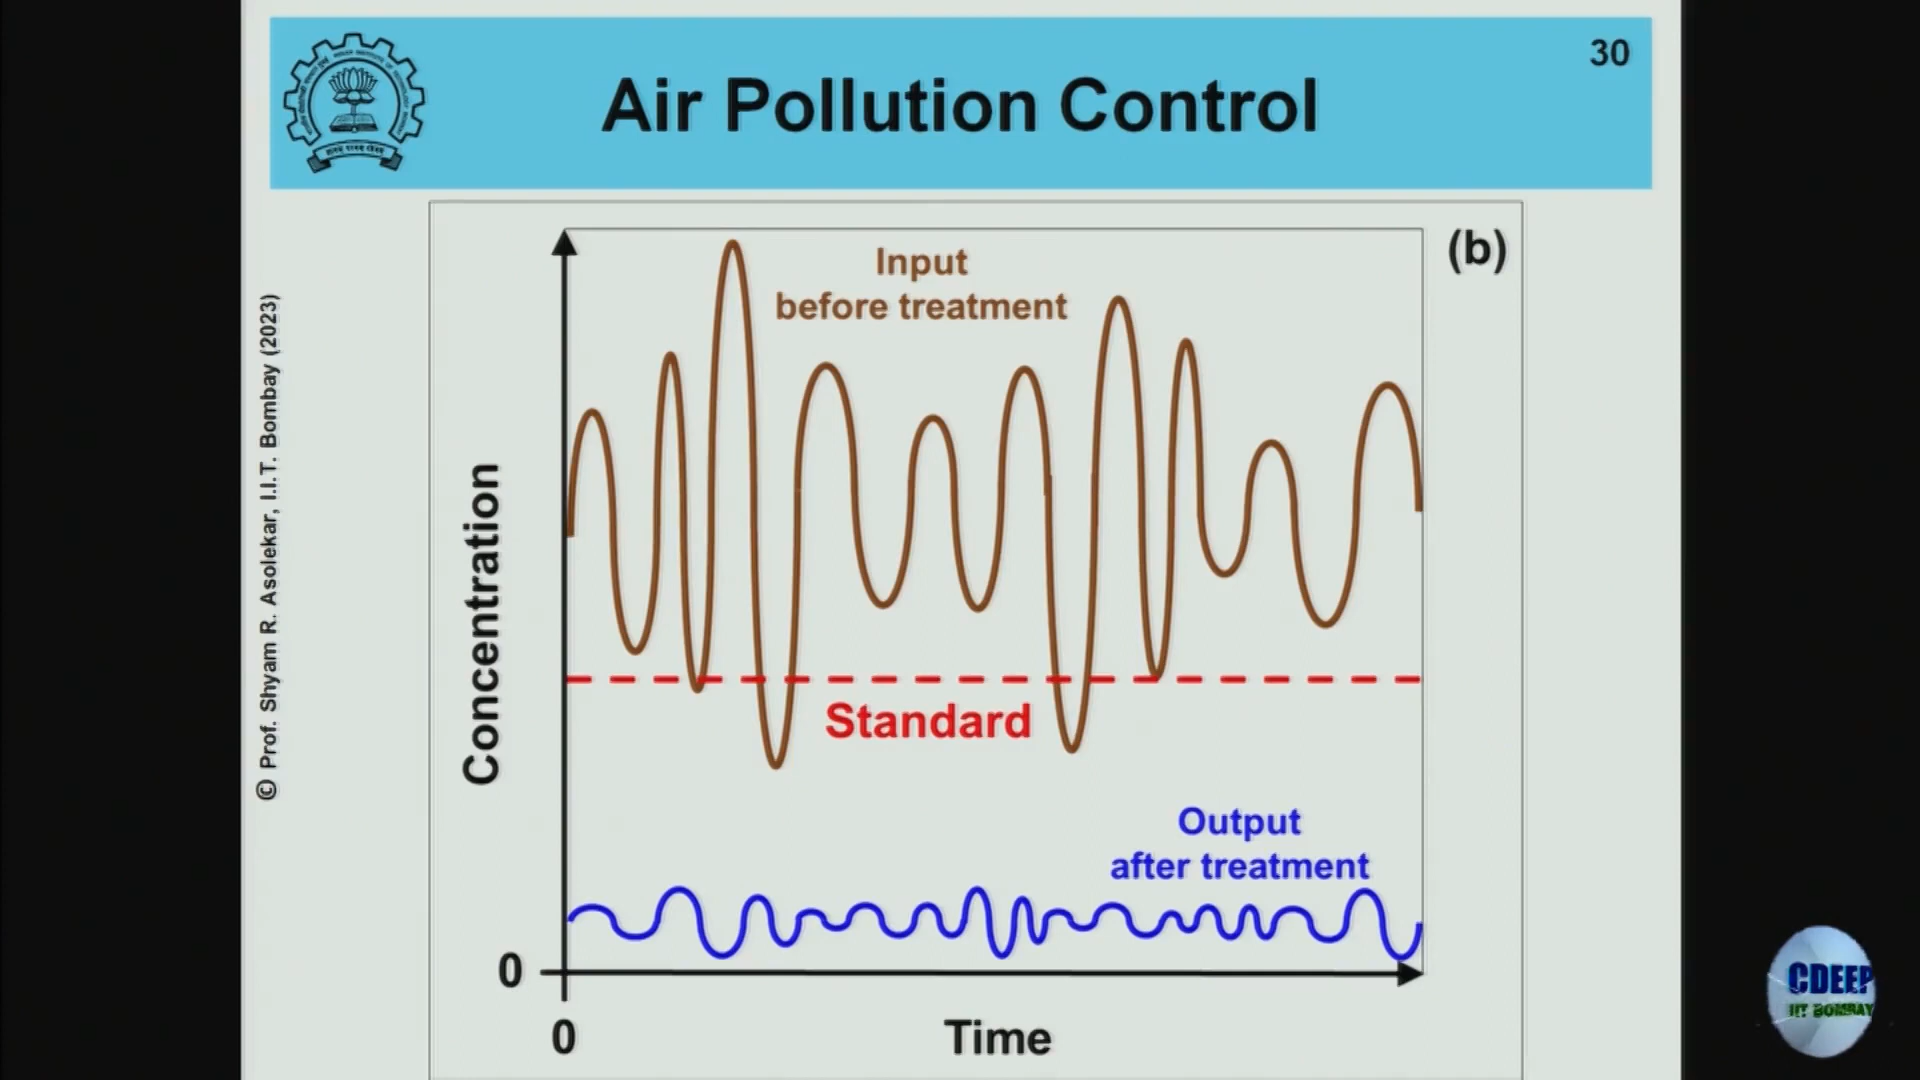 30
Air Pollution Control
(b)
Input
before treatment
© Prof. Shyam R. Asolekar, I.I.T. Bombay (2023)
Concentration
Standard
Output
after treatment
0
0
Time
CDEEP
IIT BOMBAY